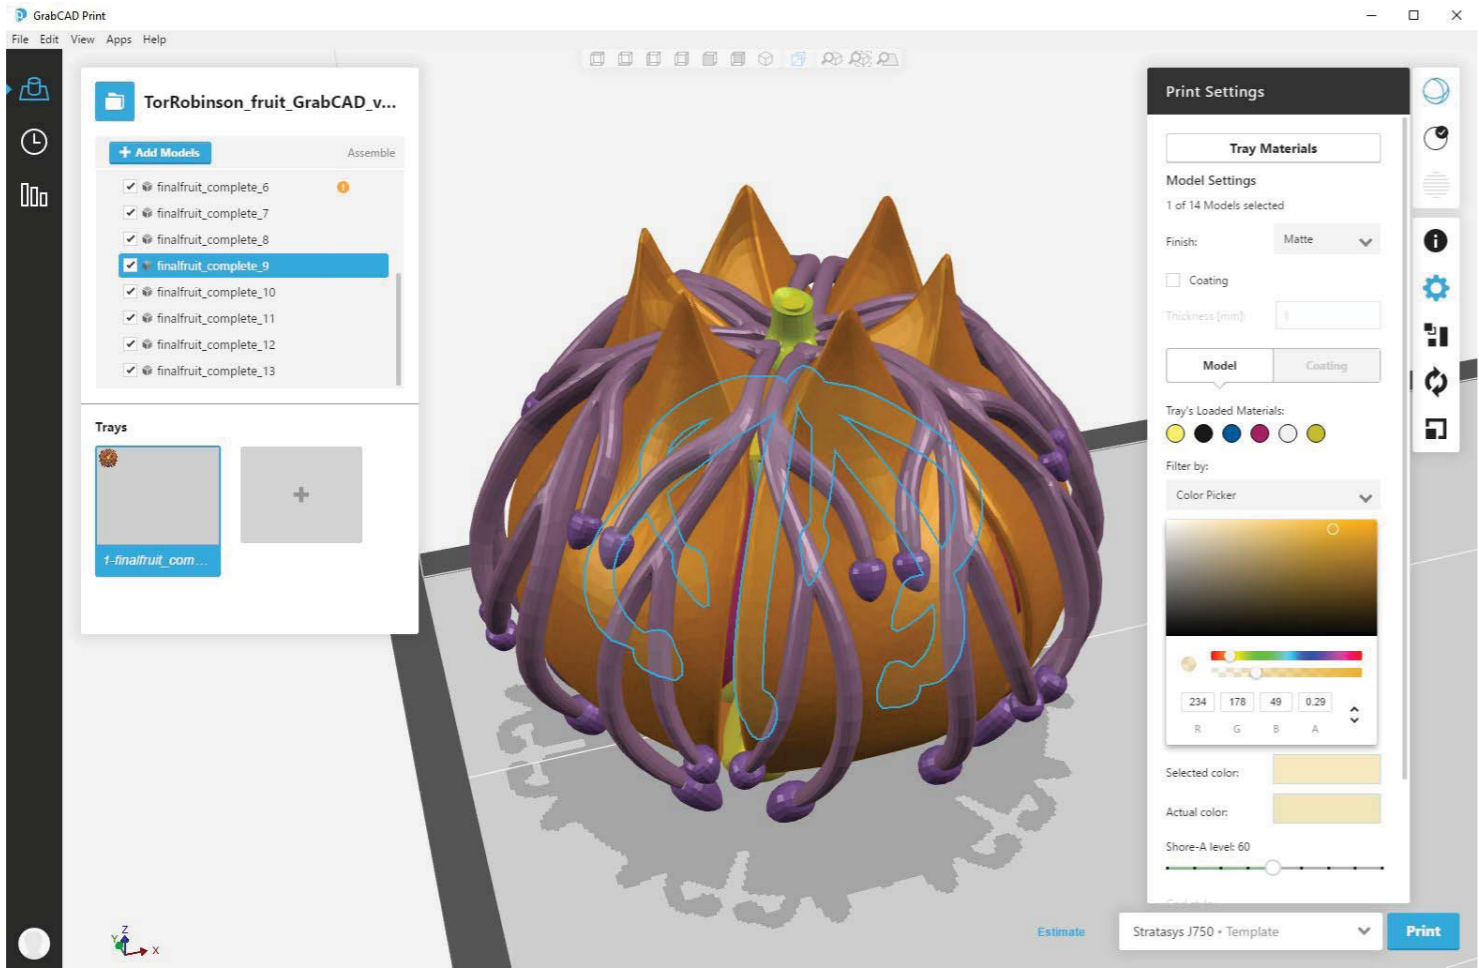 GrabCAD Print
File Edit View Apps Help
TorRobinson_fruit_GrabCAD_v...
+ Add Models
Assemble
finalfruit_complete_6
finalfruit_complete_7
finalfruit_complete_8
finalfruit_complete_9
finalfruit_complete_10
finalfruit_complete_11
finalfruit_complete_12
finalfruit_complete_13
Trays
1-finalfruit_com...
Z
Y
X
Print Settings
Tray Materials
Model Settings
1 of 14 Models selected
Finish: Matte
Coating
Thickness (mm): 1
Model Coating
Tray's Loaded Materials:
Filter by:
Color Picker
234 178 49 0.29
R G B A
Selected color:
Actual color:
Shore-A level: 60
Estimate
Stratasys J750 • Template
Print